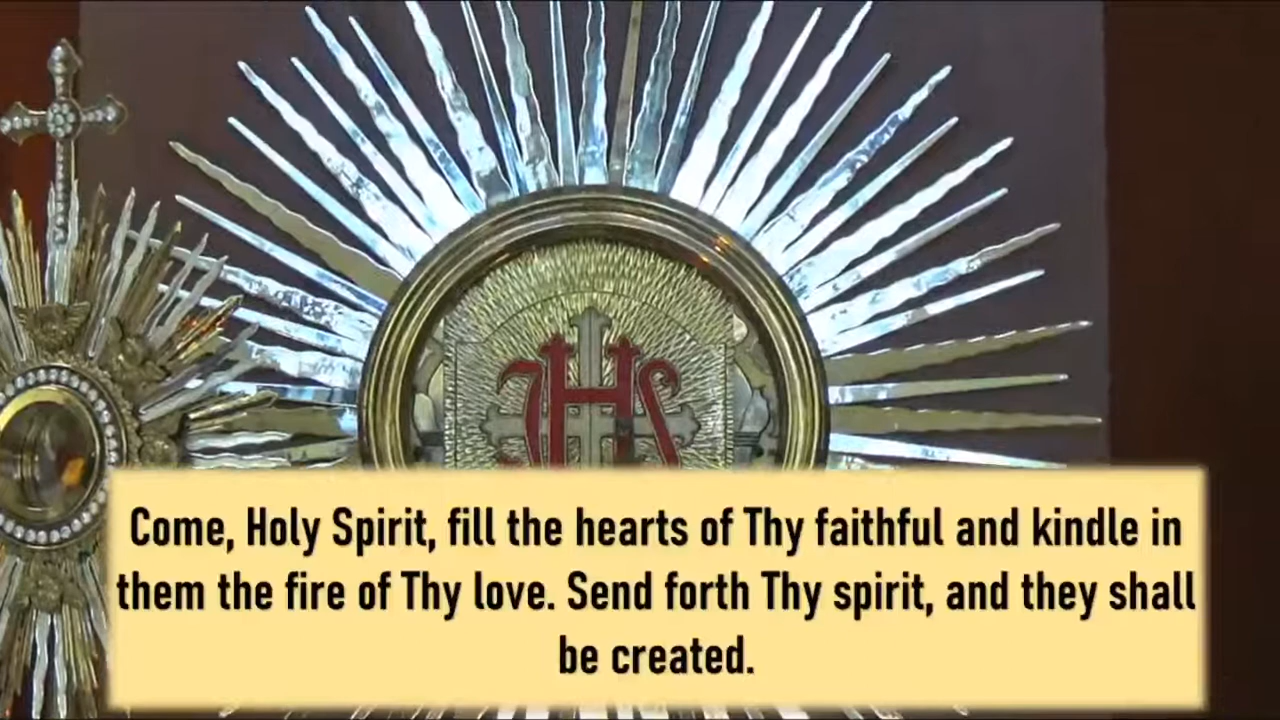 IHS
Come, Holy Spirit, fill the hearts of Thy faithful and kindle in
them the fire of Thy love. Send forth Thy spirit, and they shall
be created.